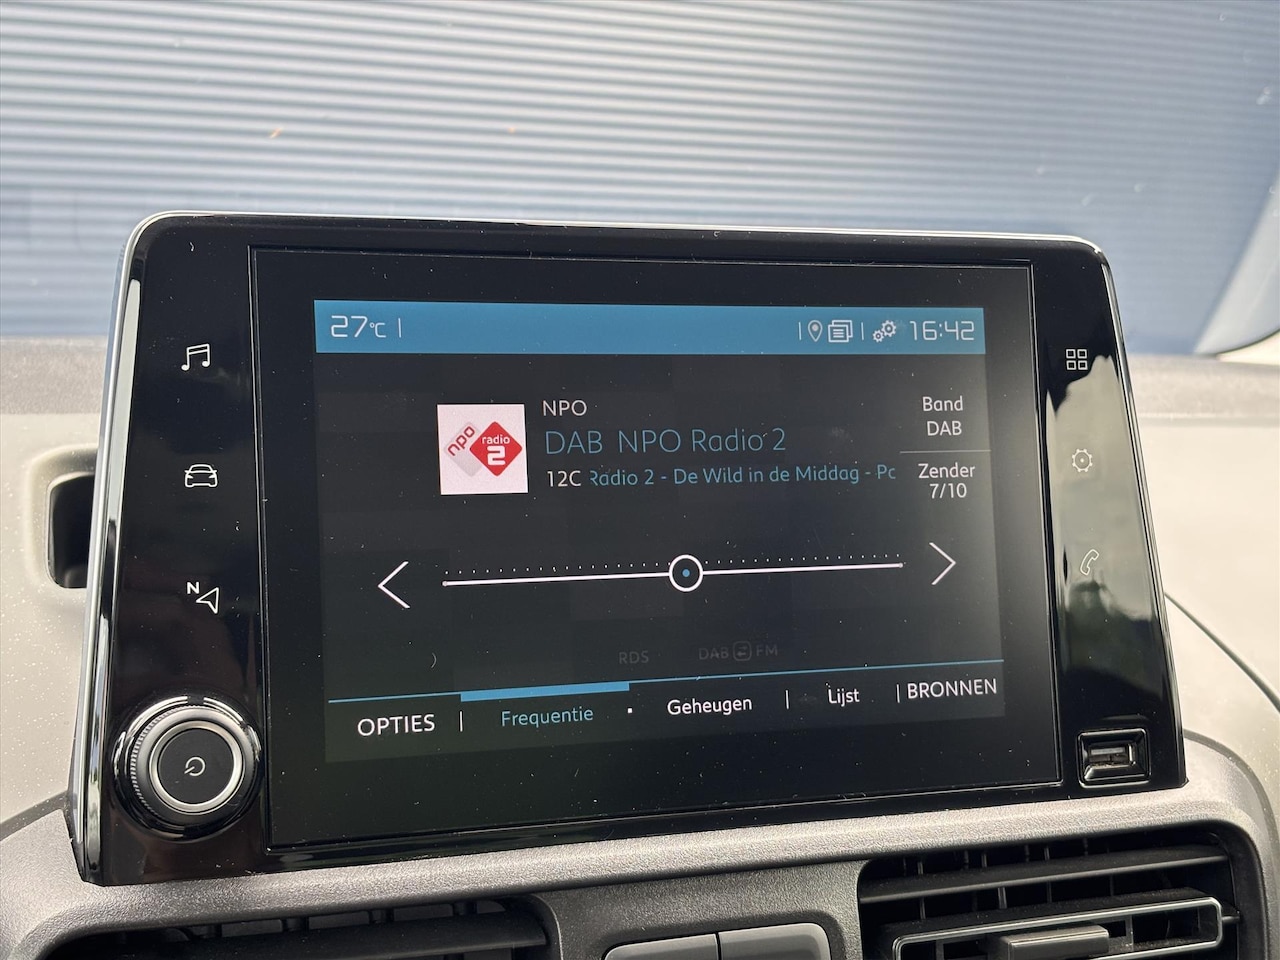 27°C
16:42
NPO
DAB NPO Radio 2
12C Radio 2 - De Wild in de Middag - Pc
npo radio 2
Band
DAB
Zender
7/10
N
RDS
DAB FM
OPTIES | Frequentie · Geheugen | Lijst | BRONNEN